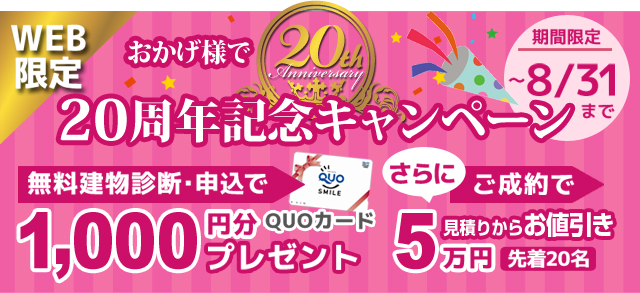 WEB
限定
おかげ様で
20th
Anniversary
期間限定
～8/31
まで
20周年記念キャンペーン
無料建物診断・申込で
QUO
SMILE
1,000円分QUOカード
プレゼント
さらに
ご成約で
見積りからお値引き
5万円
先着20名